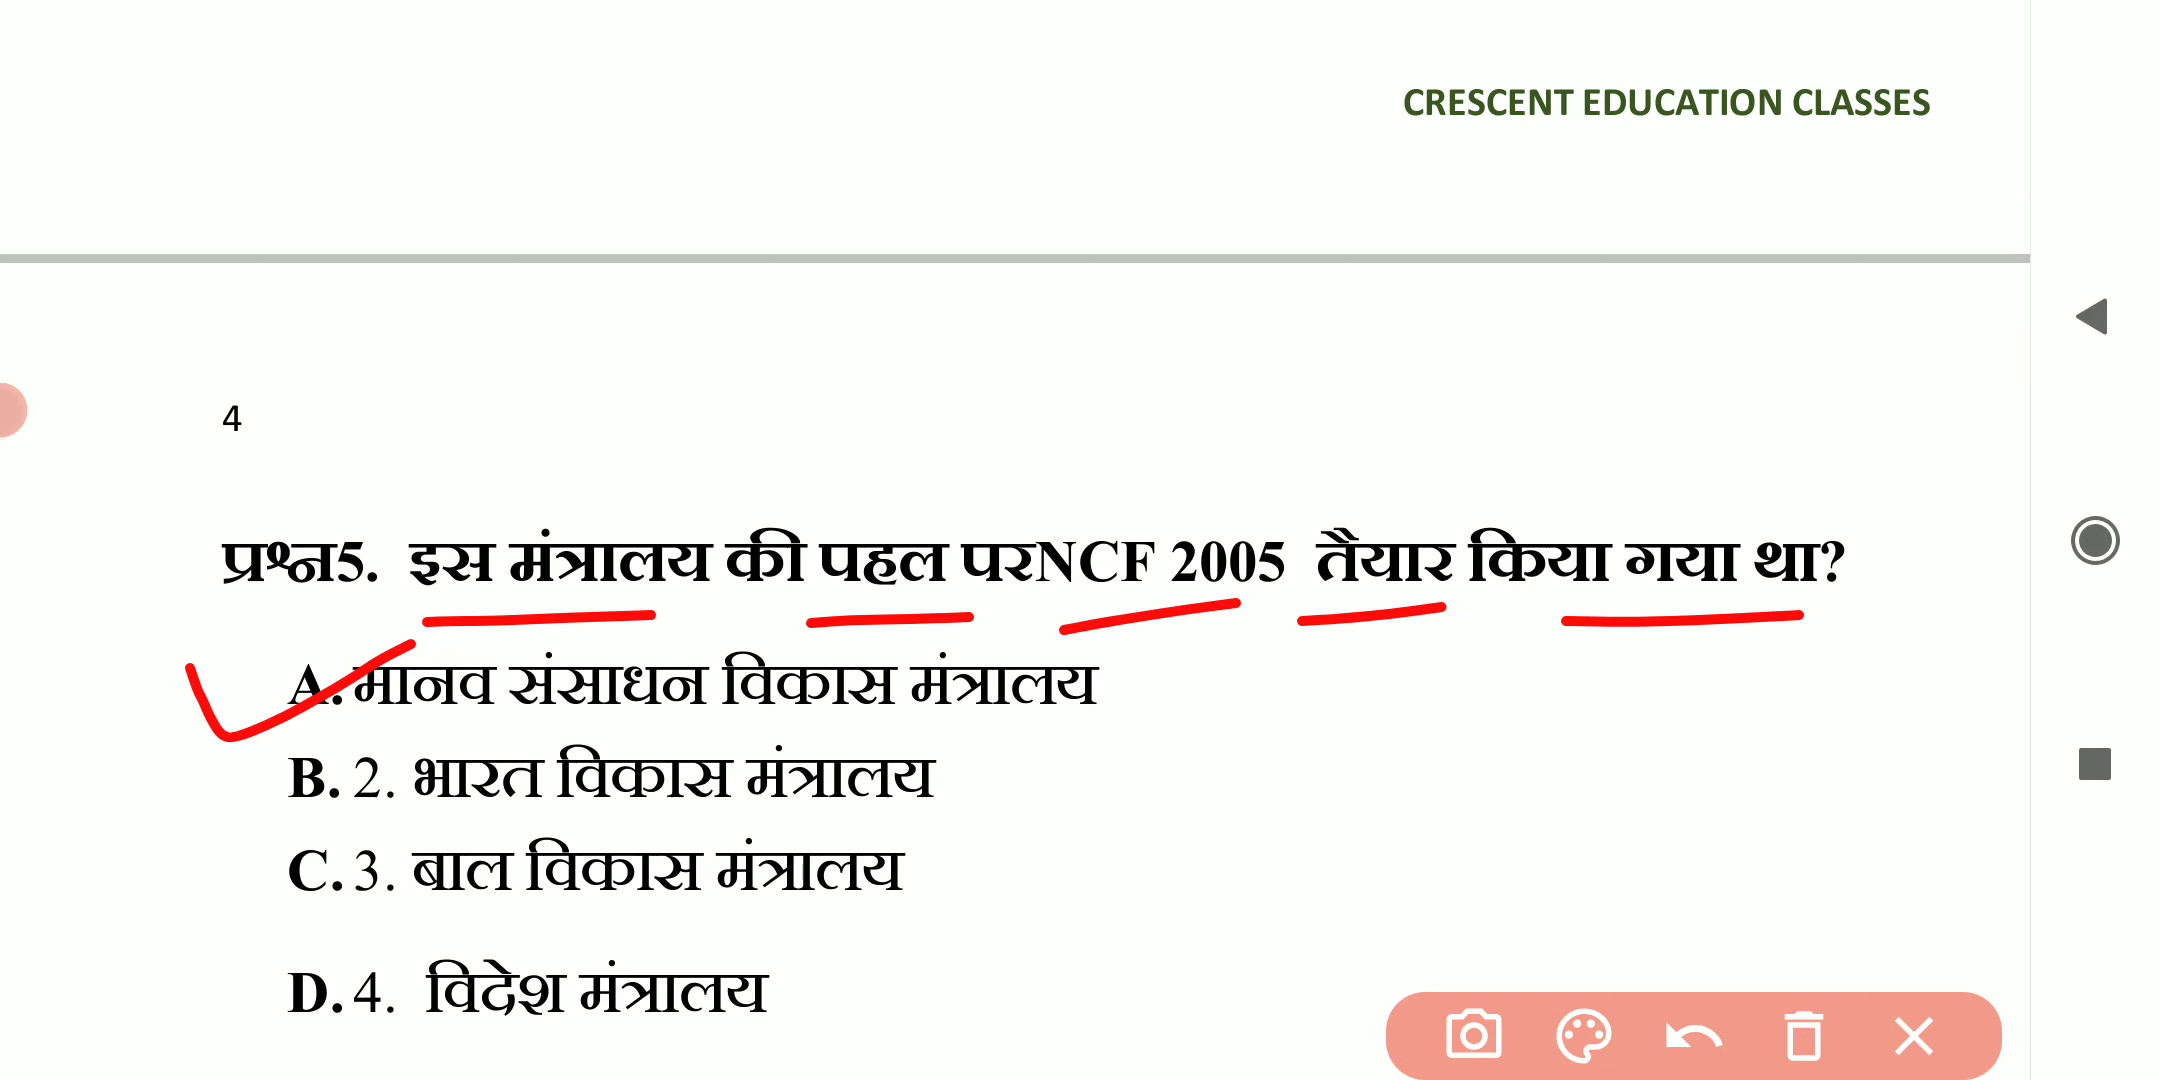 CRESCENT EDUCATION CLASSES
4
प्रश्न5. इस मंत्रालय की पहल परNCF 2005 तैयार किया गया था?
A. मानव संसाधन विकास मंत्रालय
B. 2. भारत विकास मंत्रालय
C. 3. बाल विकास मंत्रालय
D. 4. विदेश मंत्रालय